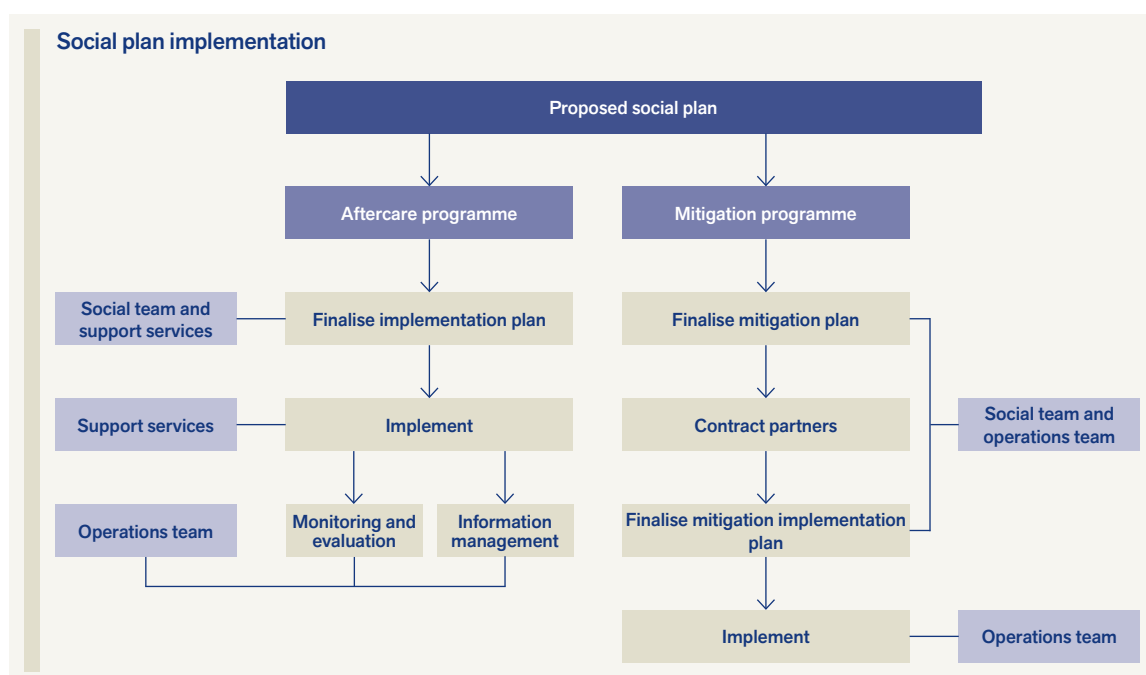 Social plan implementation
Proposed social plan
Aftercare programme
Mitigation programme
Social team and
support services
Finalise implementation plan
Finalise mitigation plan
Support services
Implement
Contract partners
Social team and
operations team
Operations team
Monitoring and
evaluation
Information
management
Finalise mitigation implementation
plan
Implement
Operations team